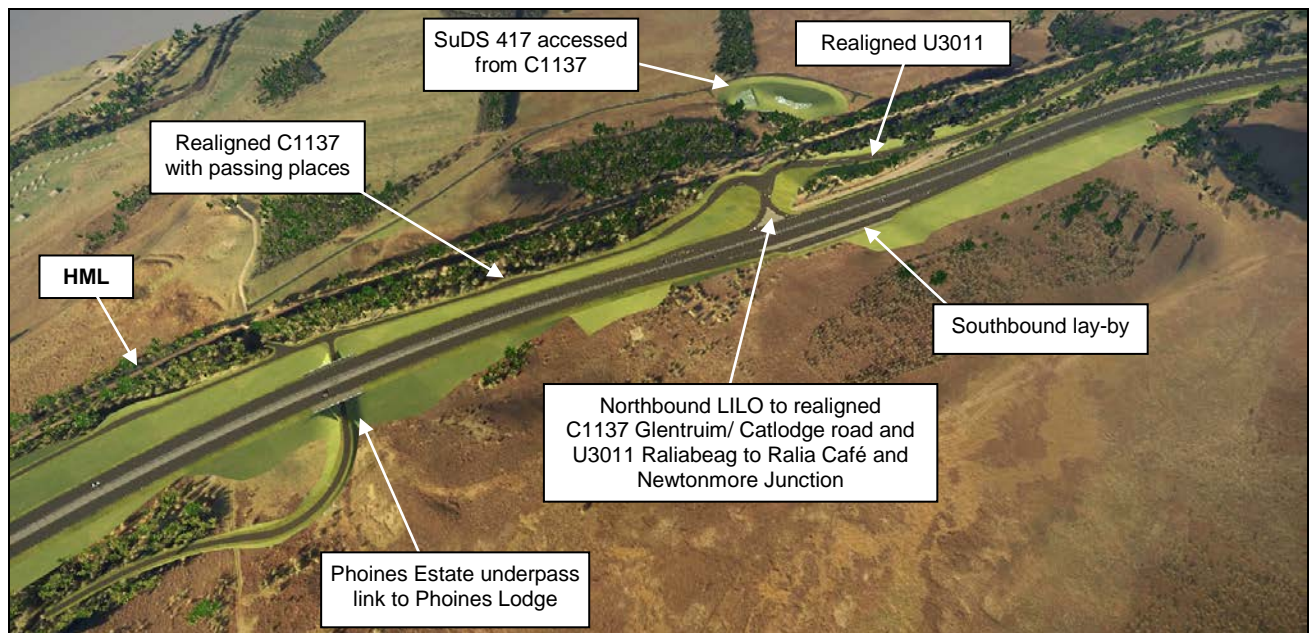 SuDS 417 accessed
from C1137
Realigned U3011
Realigned C1137
with passing places
HML
Southbound lay-by
Northbound LILO to realigned
C1137 Glentruim/ Catlodge road and
U3011 Raliabeag to Ralia Café and
Newtonmore Junction
Phoines Estate underpass
link to Phoines Lodge